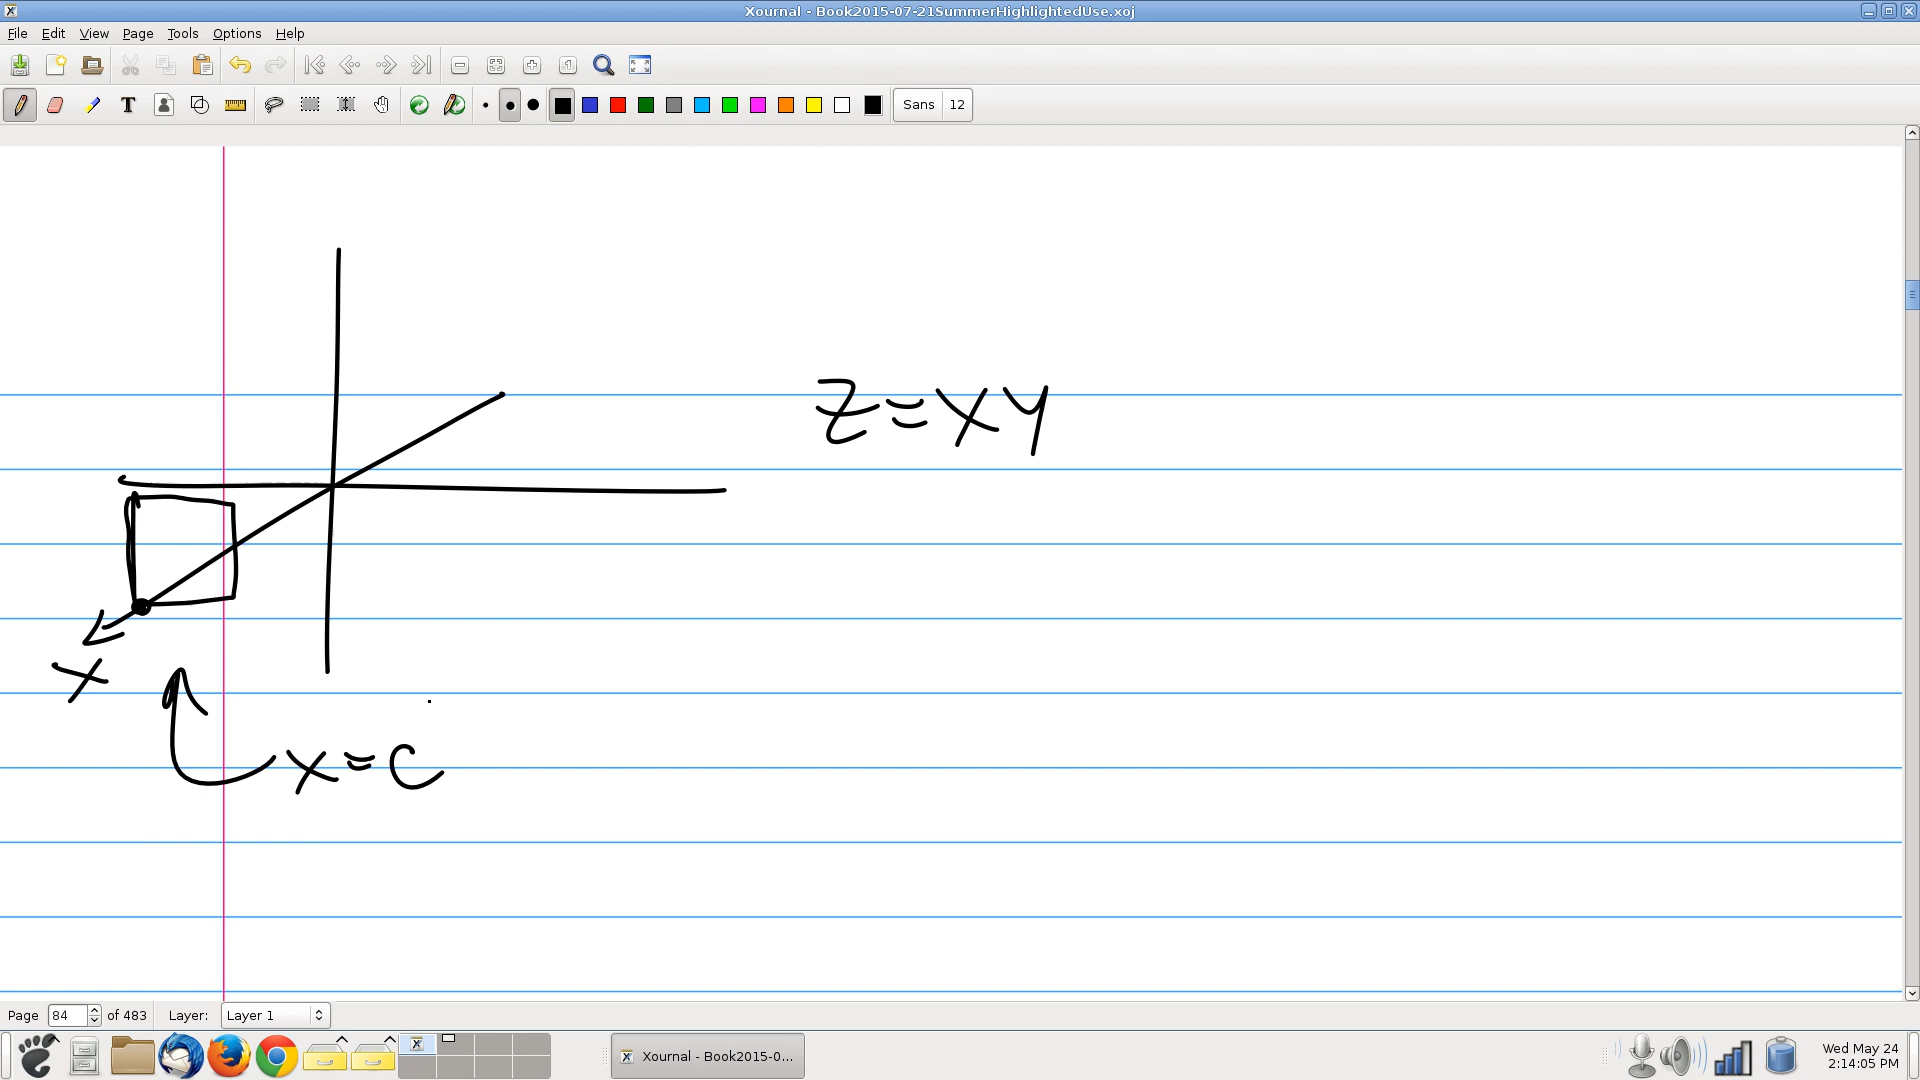 Xournal - Book2015-07-21SummerHighlightedUse.xoj
File Edit View Page Tools Options Help
T Sans 12
Z=XY
X
X=C
Page 84 of 483 Layer: Layer 1
Xournal - Book2015-0...
Wed May 24
2:14:05 PM